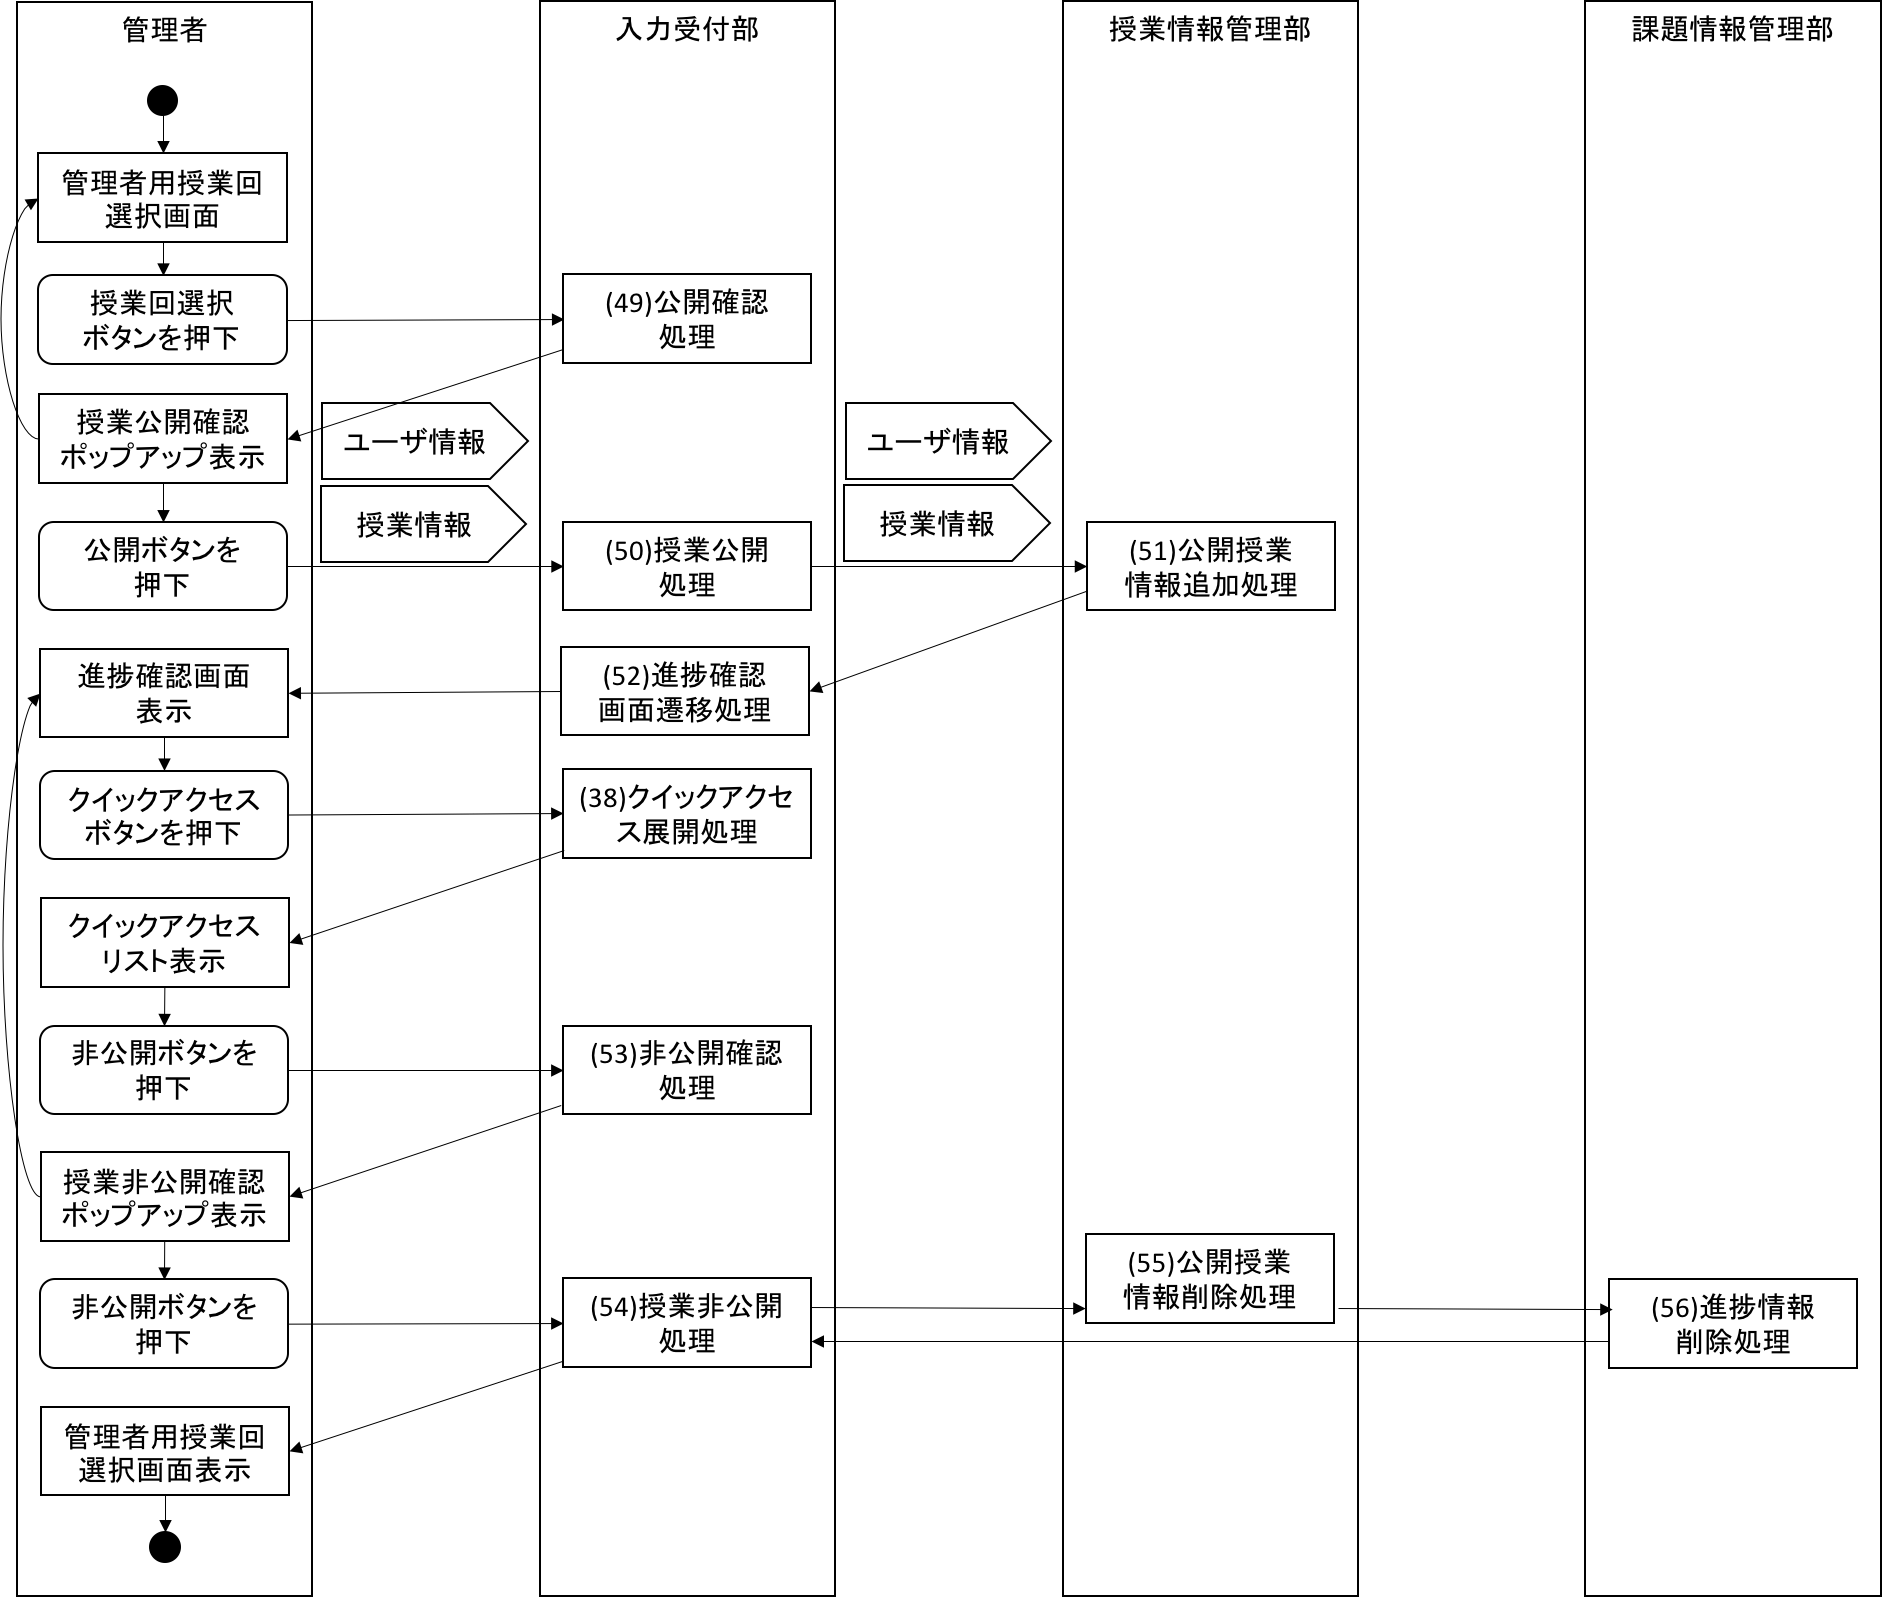 管理者
入力受付部
授業情報管理部
課題情報管理部
管理者用授業回
選択画面
授業回選択
ボタンを押下
(49)公開確認
処理
授業公開確認
ポップアップ表示
ユーザ情報
授業情報
ユーザ情報
授業情報
公開ボタンを
押下
(50)授業公開
処理
(51)公開授業
情報追加処理
進捗確認画面
表示
(52)進捗確認
画面遷移処理
クイックアクセス
ボタンを押下
(38)クイックアクセ
ス展開処理
クイックアクセス
リスト表示
非公開ボタンを
押下
(53)非公開確認
処理
授業非公開確認
ポップアップ表示
非公開ボタンを
押下
(54)授業非公開
処理
(55)公開授業
情報削除処理
(56)進捗情報
削除処理
管理者用授業回
選択画面表示